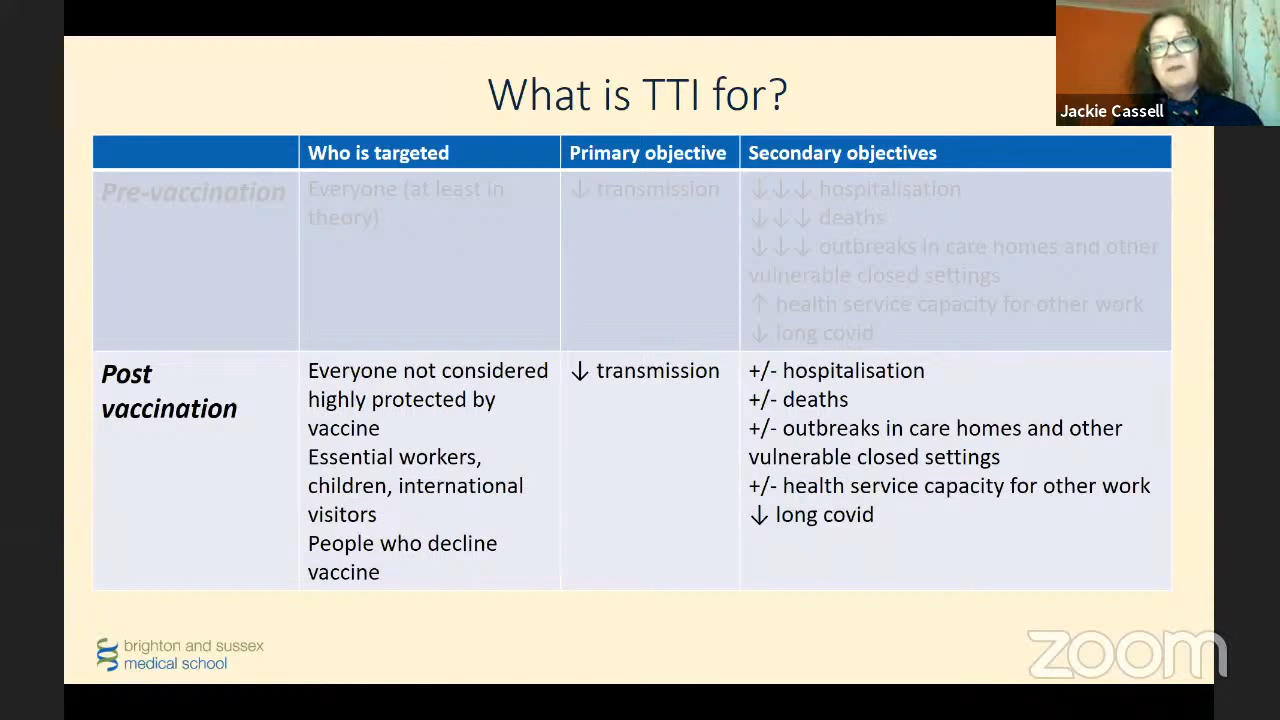 What is TTI for?
Jackie Cassell
Who is targeted
Primary objective
Secondary objectives
Pre-vaccination
Everyone (at least in
theory)
↓ transmission
↓↓↓ hospitalisation
↓↓↓ deaths
↓↓↓ outbreaks in care homes and other
vulnerable closed settings
↑ health service capacity for other work
↓ long covid
Post
vaccination
Everyone not considered
highly protected by
vaccine
Essential workers,
children, international
visitors
People who decline
vaccine
↓ transmission
+/- hospitalisation
+/- deaths
+/- outbreaks in care homes and other
vulnerable closed settings
+/- health service capacity for other work
↓ long covid
brighton and sussex
medical school
zoom